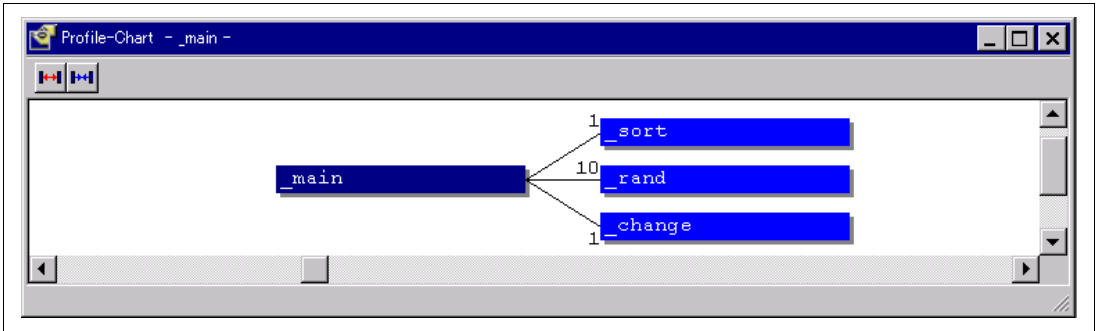 Profile-Chart - _main -
1
_sort
_main
10
_rand
_change
1